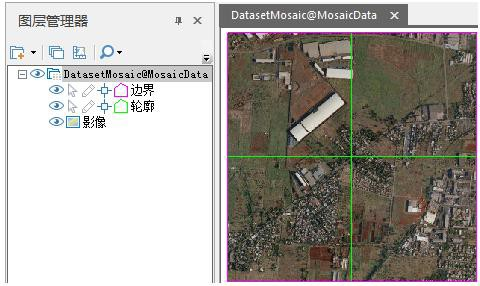 图层管理器
DatasetMosaic@MosaicData
边界
轮廓
影像
DatasetMosaic@MosaicData